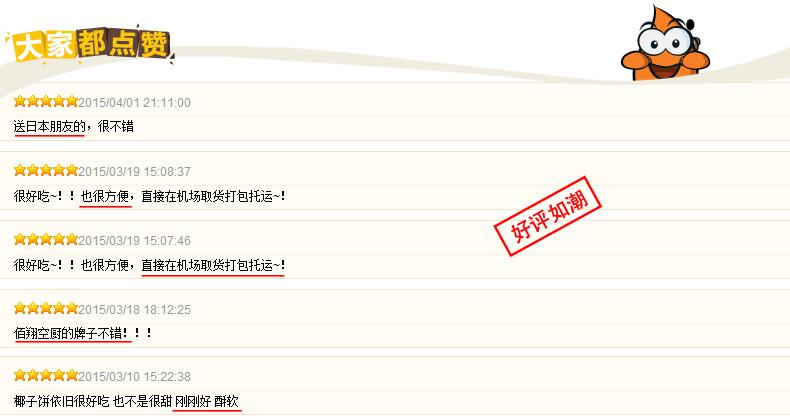 大家都点赞
2015/04/01 21:11:00
送日本朋友的，很不错
2015/03/19 15:08:37
很好吃~！！也很方便，直接在机场取货打包托运~！
好评如潮
2015/03/19 15:07:46
很好吃~！！也很方便，直接在机场取货打包托运~！
2015/03/18 18:12:25
佰翔空厨的牌子不错！！！
2015/03/10 15:22:38
椰子饼依旧很好吃 也不是很甜 刚刚好 酥软